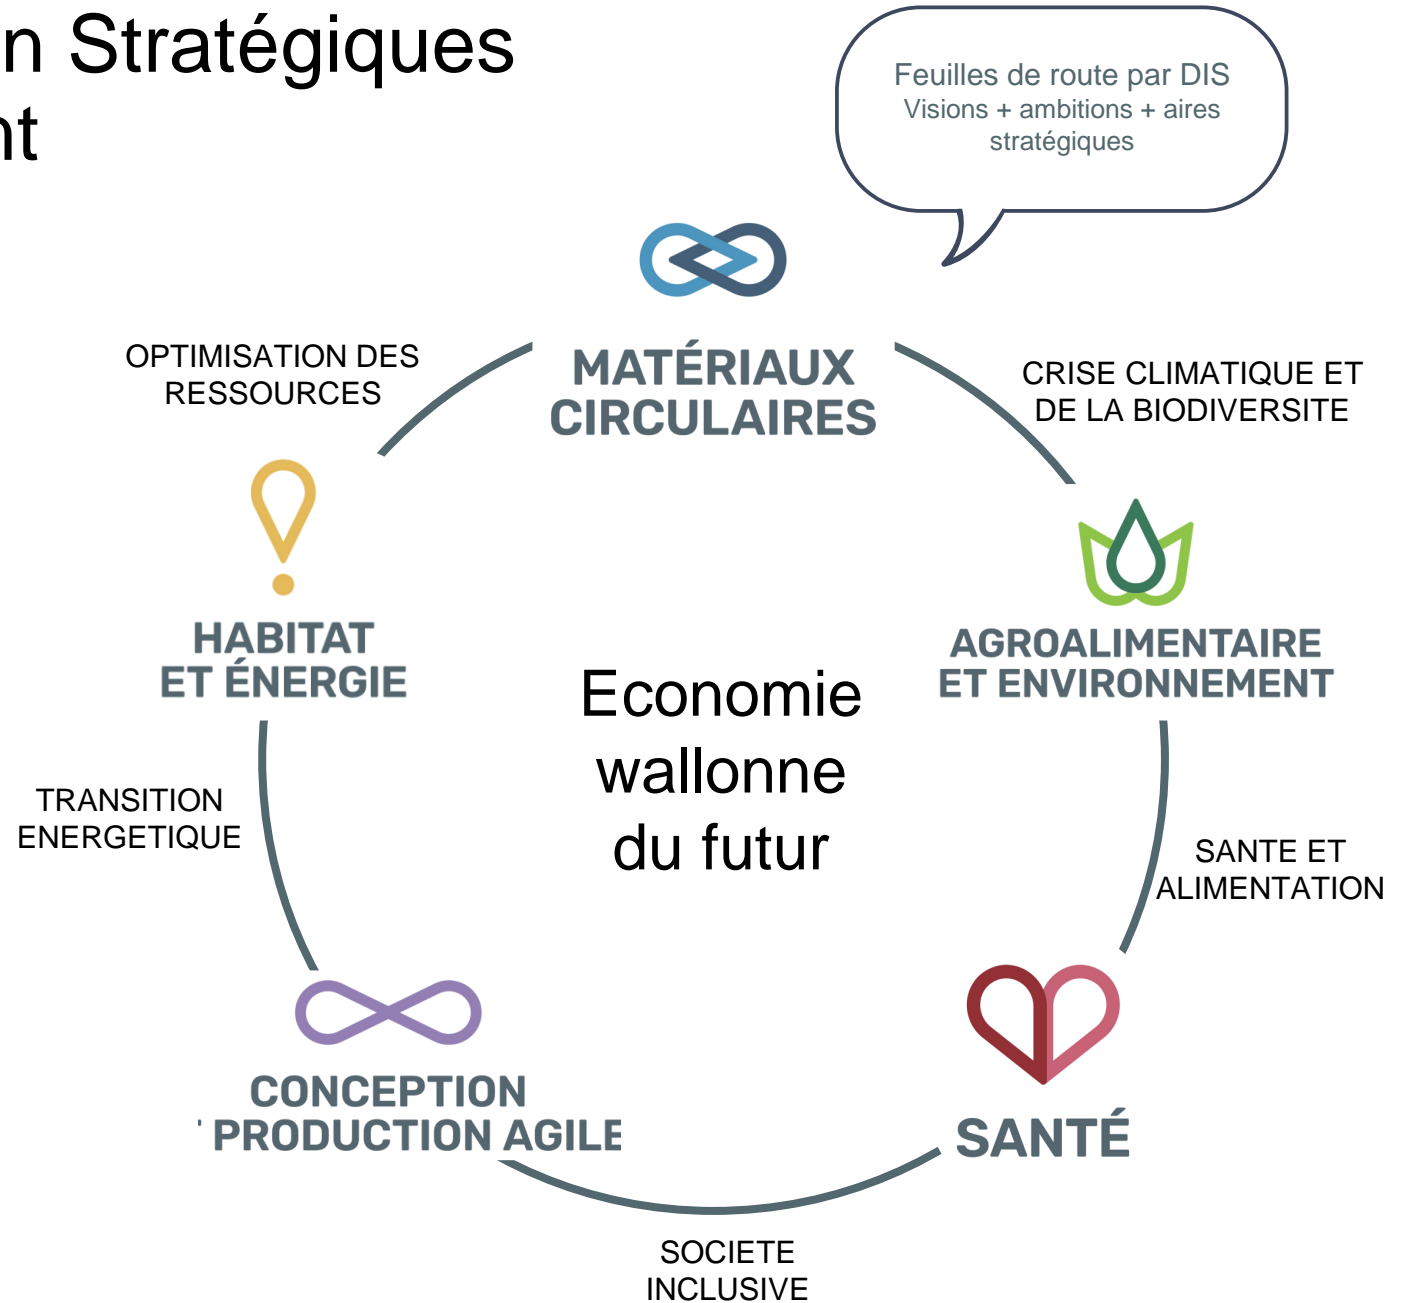 n Stratégiques
nt
Feuilles de route par DIS
Visions + ambitions + aires
stratégiques
MATÉRIAUX
CIRCULAIRES
OPTIMISATION DES
RESSOURCES
CRISE CLIMATIQUE ET
DE LA BIODIVERSITE
HABITAT
ET ÉNERGIE
AGROALIMENTAIRE
ET ENVIRONNEMENT
Economie
wallonne
du futur
TRANSITION
ENERGETIQUE
SANTE ET
ALIMENTATION
CONCEPTION
PRODUCTION AGILE
SANTÉ
SOCIETE
INCLUSIVE